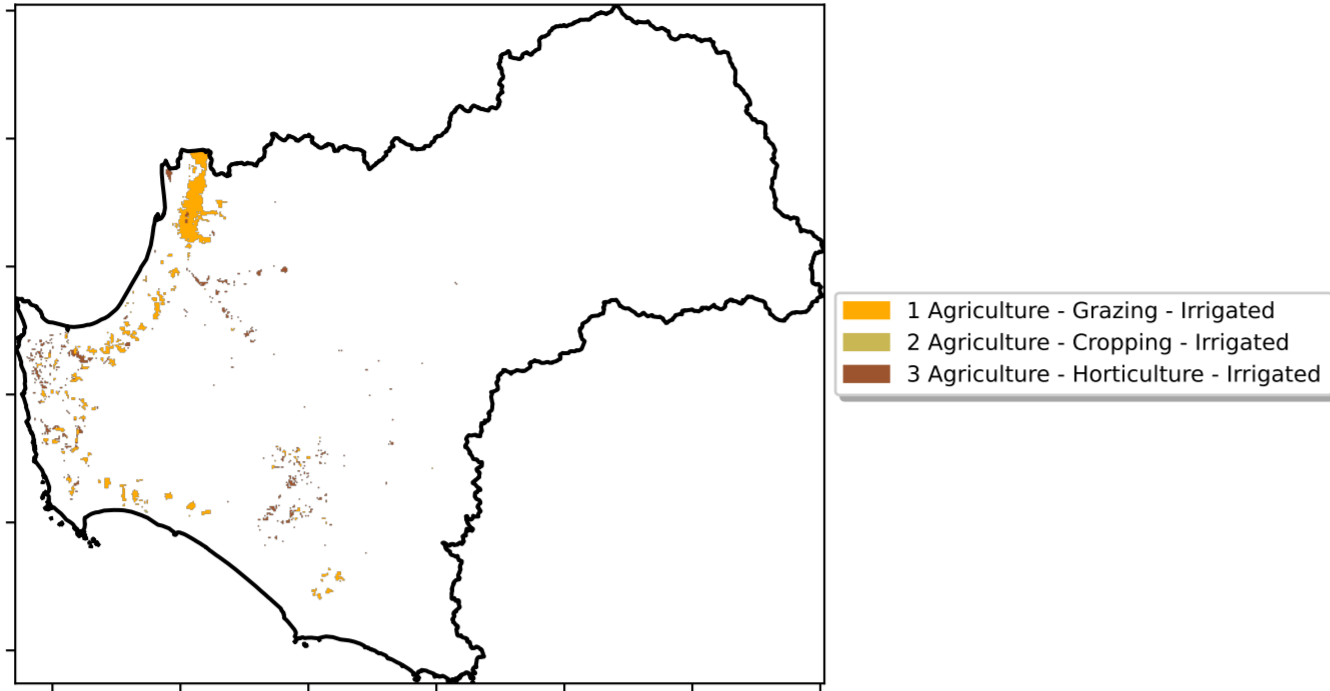 1 Agriculture - Grazing - Irrigated
2 Agriculture - Cropping - Irrigated
3 Agriculture - Horticulture - Irrigated